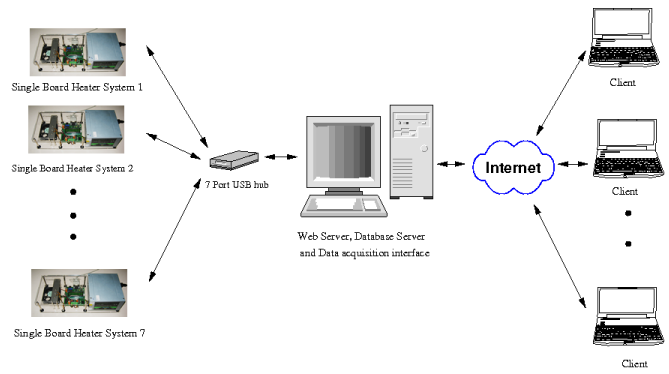 Single Board Heater System 1
Single Board Heater System 2
Single Board Heater System 7
7 Port USB hub
Web Server, Database Server
and Data acquisition interface
Internet
Client
Client
Client